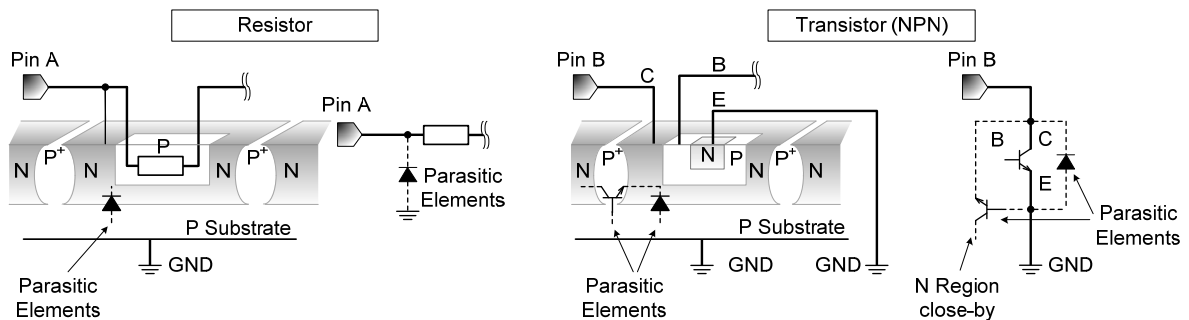 Resistor
Pin A
N
P+
N
P
N
P+
N
Parasitic
Elements
P Substrate
GND
Pin A
Parasitic
Elements
Transistor (NPN)
Pin B
C
B
E
N
P+
N
N
P
N
P+
N
P Substrate
Parasitic
Elements
GND
GND
Pin B
B
C
E
Parasitic
Elements
GND
N Region
close-by